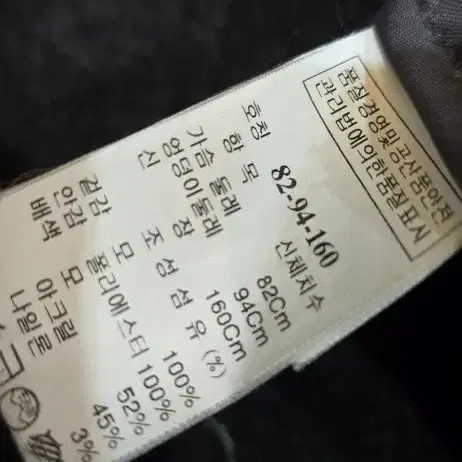 품질경영및공산품안전
관리법에의한품질표시
호칭 82-94-160
항 목 신체치수
가슴 둘레 82Cm
엉덩이둘레 94Cm
신 장 160Cm
조 성 섬 유 (%)
겉감 모 100%
안감 폴리에스터 100%
배색 모 52%
아크릴 45%
나일론 3%